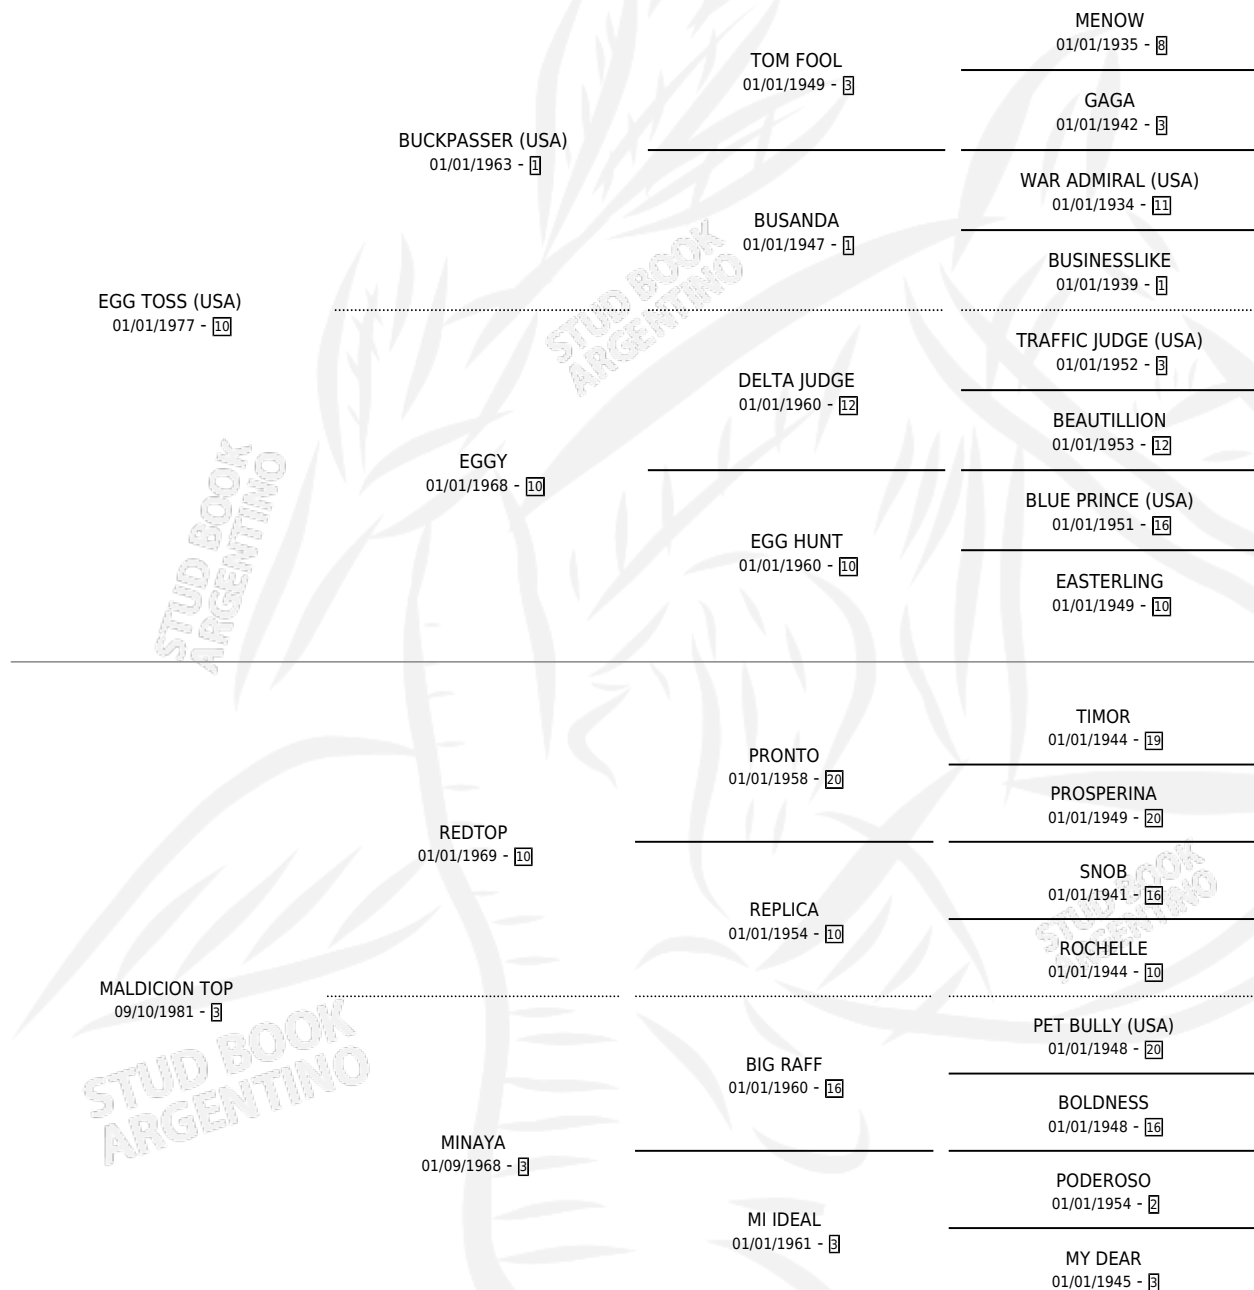 EGG TOSS (USA)
01/01/1977 - 10
BUCKPASSER (USA)
01/01/1963 - 1
TOM FOOL
01/01/1949 - 3
MENOW
01/01/1935 - 8
GAGA
01/01/1942 - 3
BUSANDA
01/01/1947 - 1
WAR ADMIRAL (USA)
01/01/1934 - 11
BUSINESSLIKE
01/01/1939 - 1
EGGY
01/01/1968 - 10
DELTA JUDGE
01/01/1960 - 12
TRAFFIC JUDGE (USA)
01/01/1952 - 3
BEAUTILLION
01/01/1953 - 12
EGG HUNT
01/01/1960 - 10
BLUE PRINCE (USA)
01/01/1951 - 16
EASTERLING
01/01/1949 - 10
MALDICION TOP
09/10/1981 - 3
REDTOP
01/01/1969 - 10
PRONTO
01/01/1958 - 20
TIMOR
01/01/1944 - 19
PROSPERINA
01/01/1949 - 20
REPLICA
01/01/1954 - 10
SNOB
01/01/1941 - 16
ROCHELLE
01/01/1944 - 10
MINAYA
01/09/1968 - 3
BIG RAFF
01/01/1960 - 16
PET BULLY (USA)
01/01/1948 - 20
BOLDNESS
01/01/1948 - 16
MI IDEAL
01/01/1961 - 3
PODEROSO
01/01/1954 - 2
MY DEAR
01/01/1945 - 3
STUD BOOK
ARGENTINO
STUD BOOK
ARGENTINO
STUD BOOK
ARGENTINO
STUD BOOK
ARGENTINO